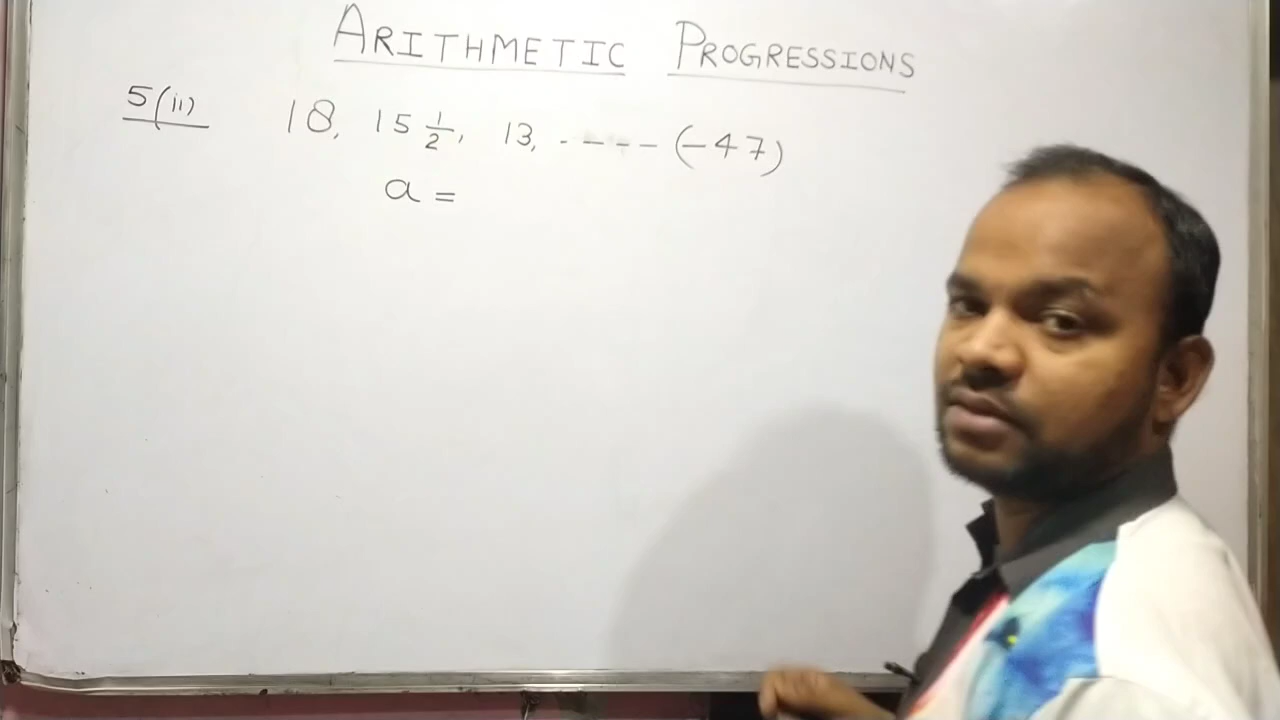 ARITHMETIC PROGRESSIONS
5(ii) 18, 15 1/2, 13, ----- (-47)
a =